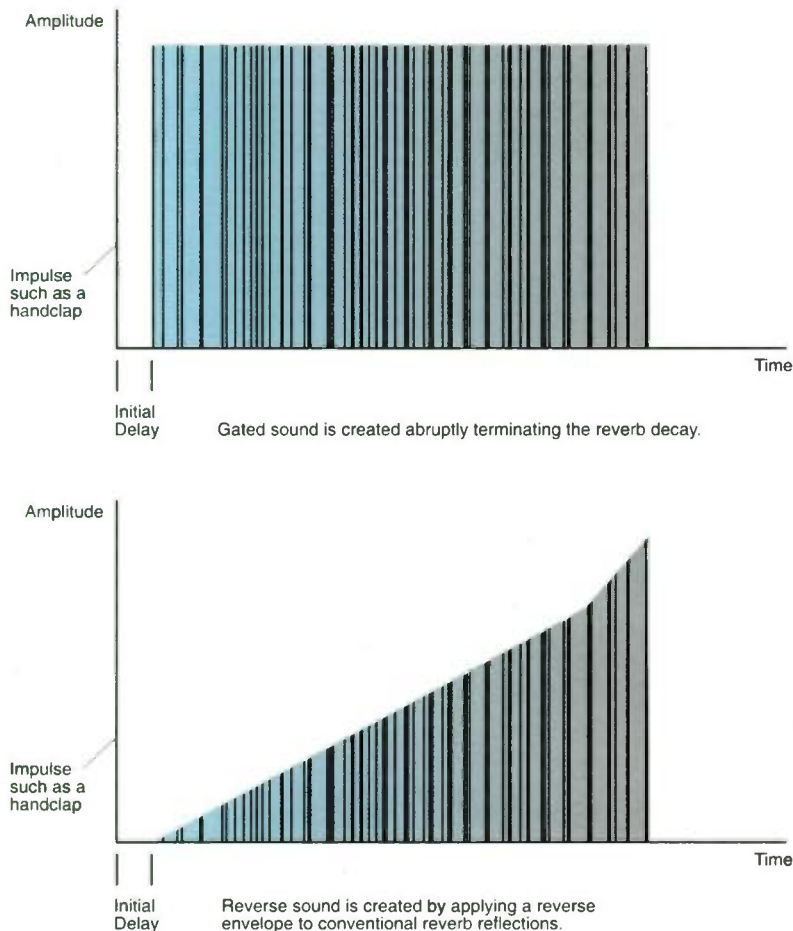 Amplitude
Impulse
such as a
handclap
Time
Initial
Delay
Gated sound is created abruptly terminating the reverb decay.
Amplitude
Impulse
such as a
handclap
Time
Initial
Delay
Reverse sound is created by applying a reverse
envelope to conventional reverb reflections.